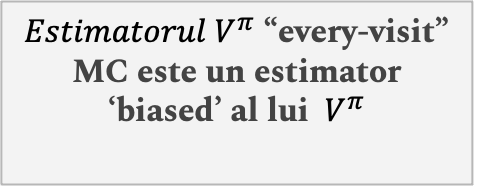 Estimatorul V^π “every-visit”
MC este un estimator
‘biased’ al lui V^π